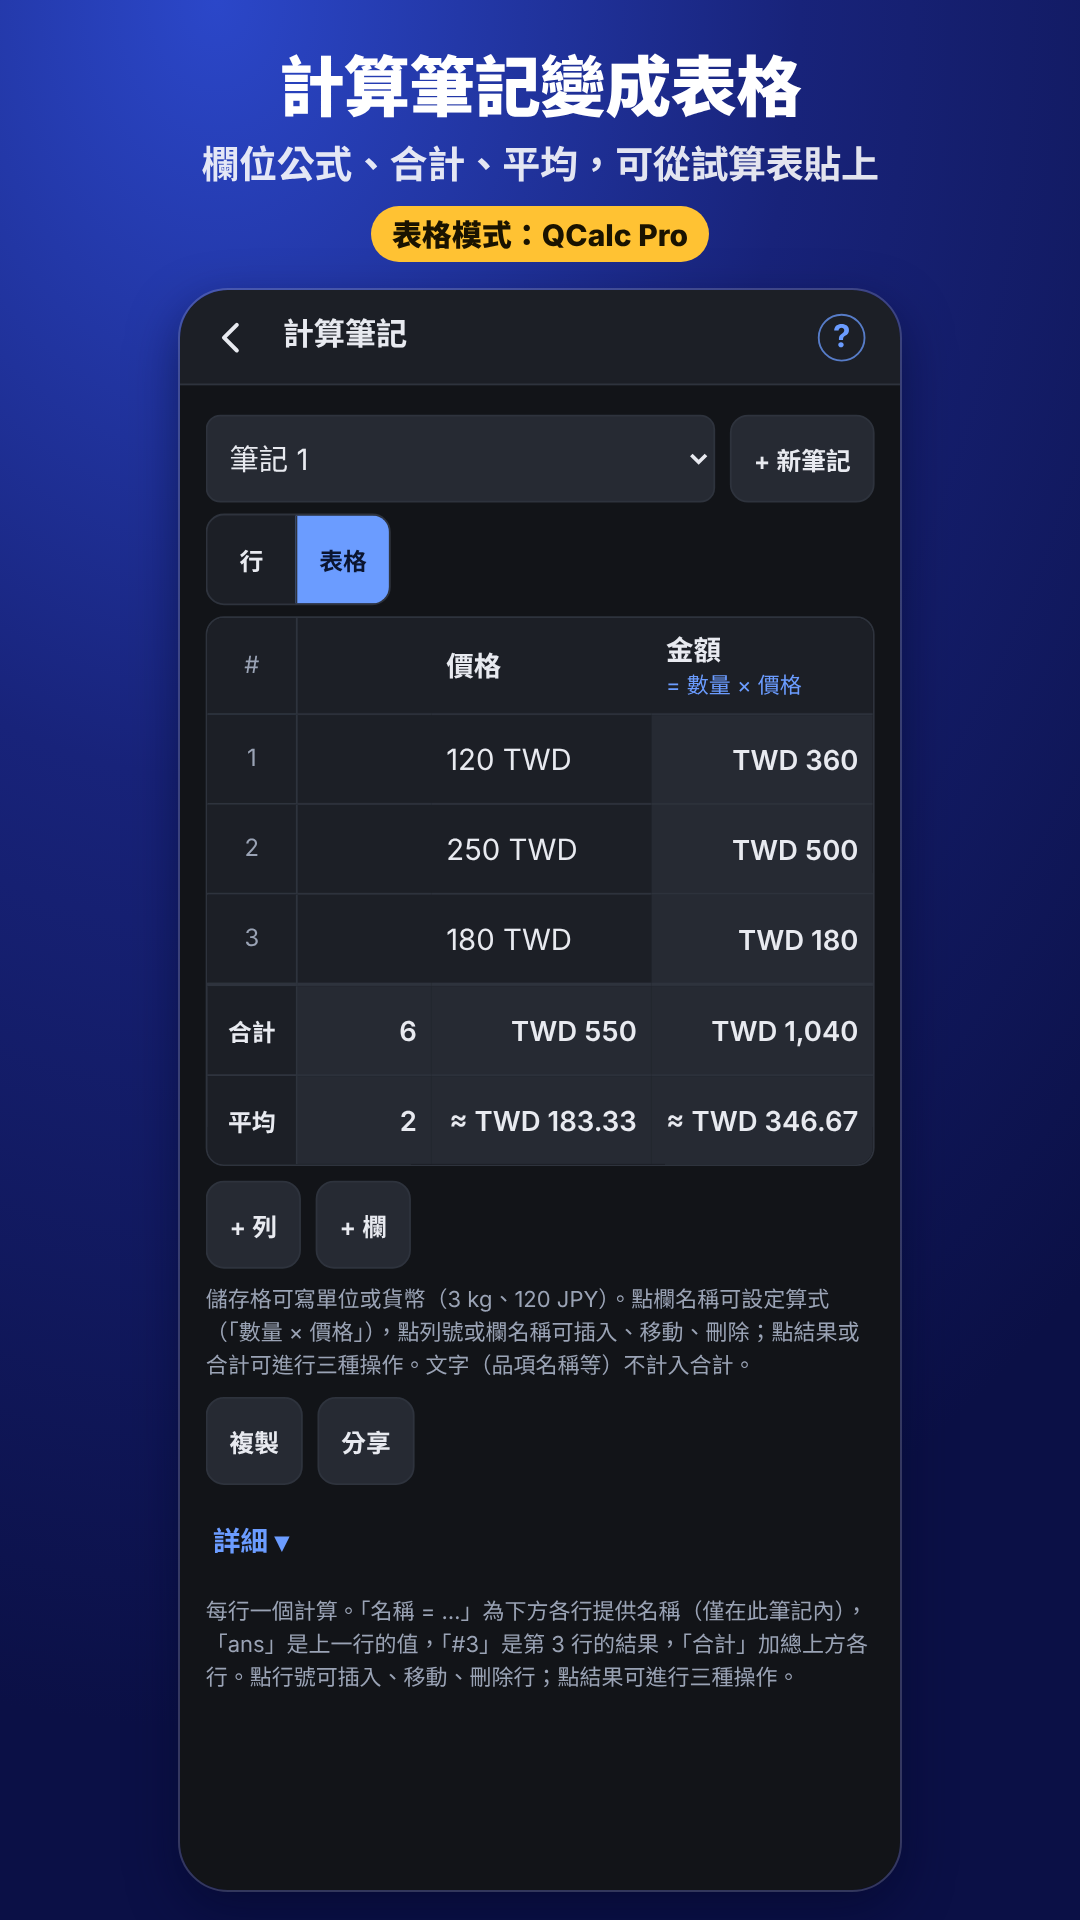 計算筆記變成表格
欄位公式、合計、平均，可從試算表貼上
表格模式：QCalc Pro
計算筆記 ?
筆記 1 + 新筆記
行 表格
# 價格 金額
= 數量 × 價格
1 120 TWD TWD 360
2 250 TWD TWD 500
3 180 TWD TWD 180
合計 6 TWD 550 TWD 1,040
平均 2 ≈ TWD 183.33 ≈ TWD 346.67
+ 列 + 欄
儲存格可寫單位或貨幣（3 kg、120 JPY）。點欄名稱可設定算式
（「數量 × 價格」），點列號或欄名稱可插入、移動、刪除；點結果或
合計可進行三種操作。文字（品項名稱等）不計入合計。
複製 分享
詳細 ▾
每行一個計算。「名稱 = ...」為下方各行提供名稱（僅在此筆記內），
「ans」是上一行的值，「#3」是第 3 行的結果，「合計」加總上方各
行。點行號可插入、移動、刪除行；點結果可進行三種操作。